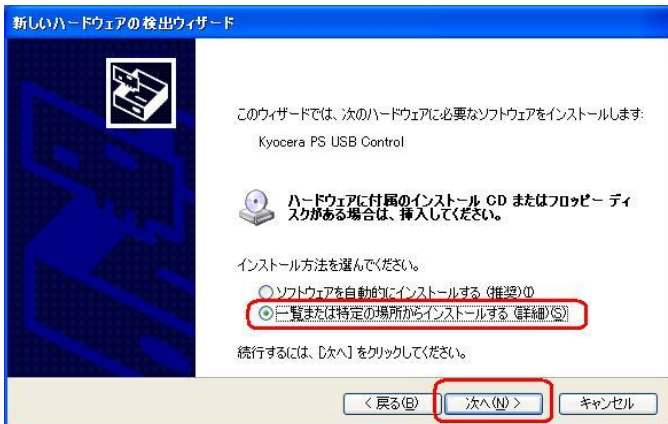 新しいハードウェアの検出ウィザード
このウィザードでは、次のハードウェアに必要なソフトウェアをインストールします:
Kyocera PS USB Control
ハードウェアに付属のインストール CD またはフロッピー ディ
スクがある場合は、挿入してください。
インストール方法を選んでください。
ソフトウェアを自動的にインストールする (推奨)(I)
一覧または特定の場所からインストールする (詳細)(S)
続行するには、[次へ] をクリックしてください。
< 戻る(B)
次へ(N) >
キャンセル